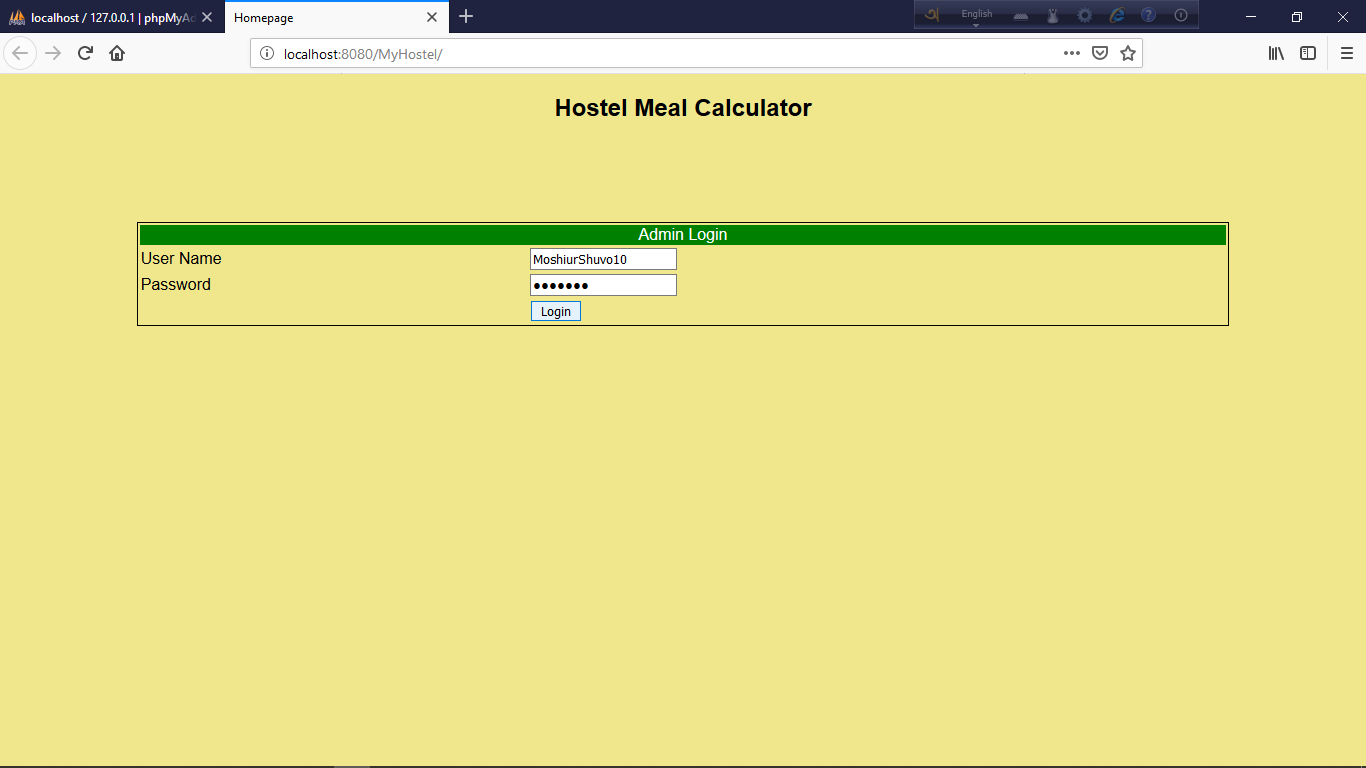 localhost / 127.0.0.1 | phpMyAd
Homepage
অ
English
localhost:8080/MyHostel/
Hostel Meal Calculator
Admin Login
User Name
MoshiurShuvo10
Password
•••••••
Login